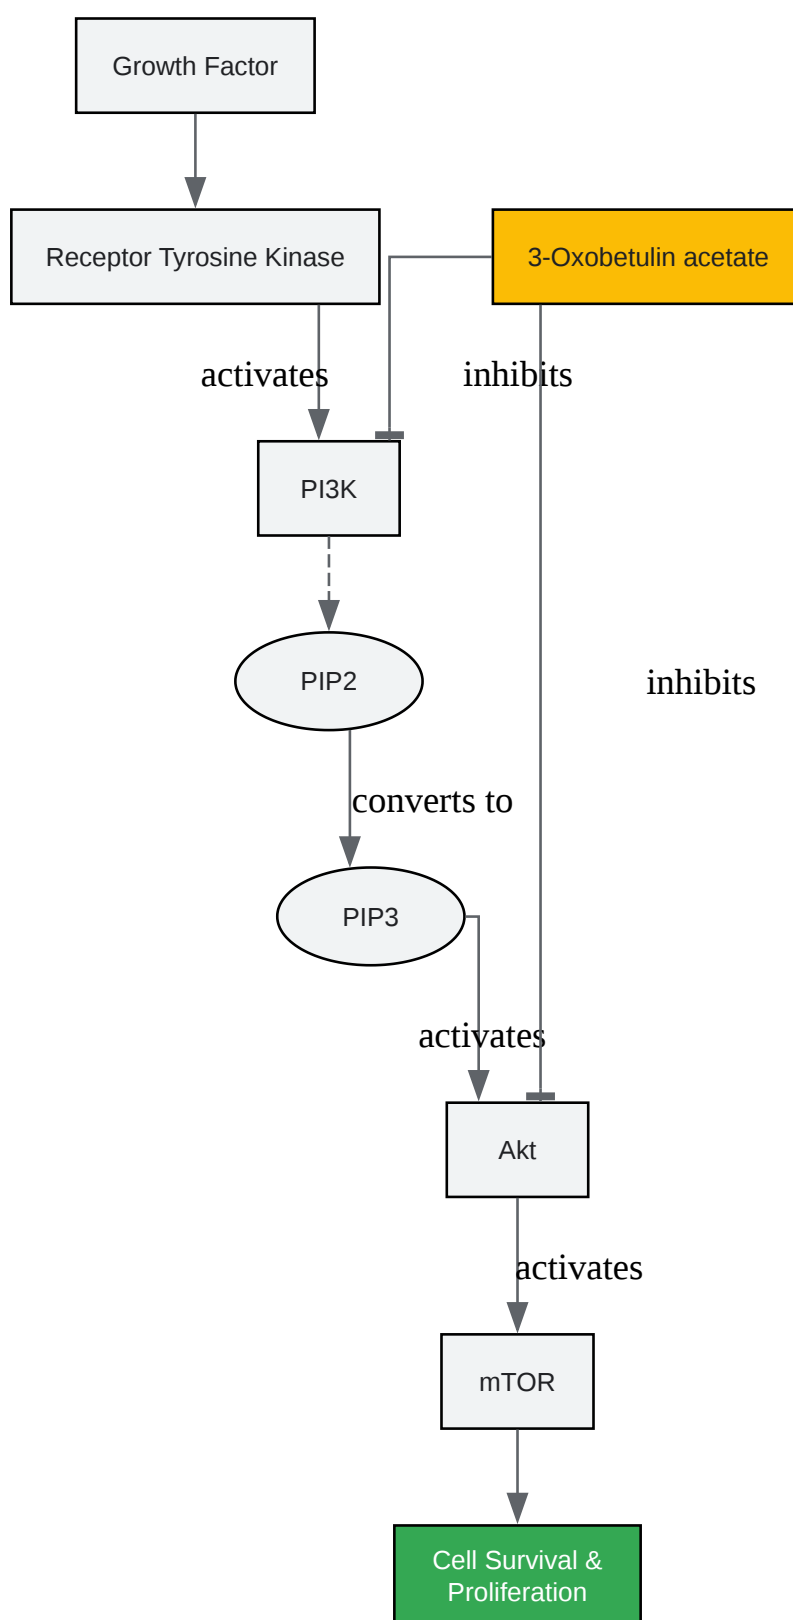 Growth Factor
Receptor Tyrosine Kinase
3-Oxobetulin acetate
activates
inhibits
PI3K
PIP2
inhibits
converts to
PIP3
activates
Akt
activates
mTOR
Cell Survival &
Proliferation